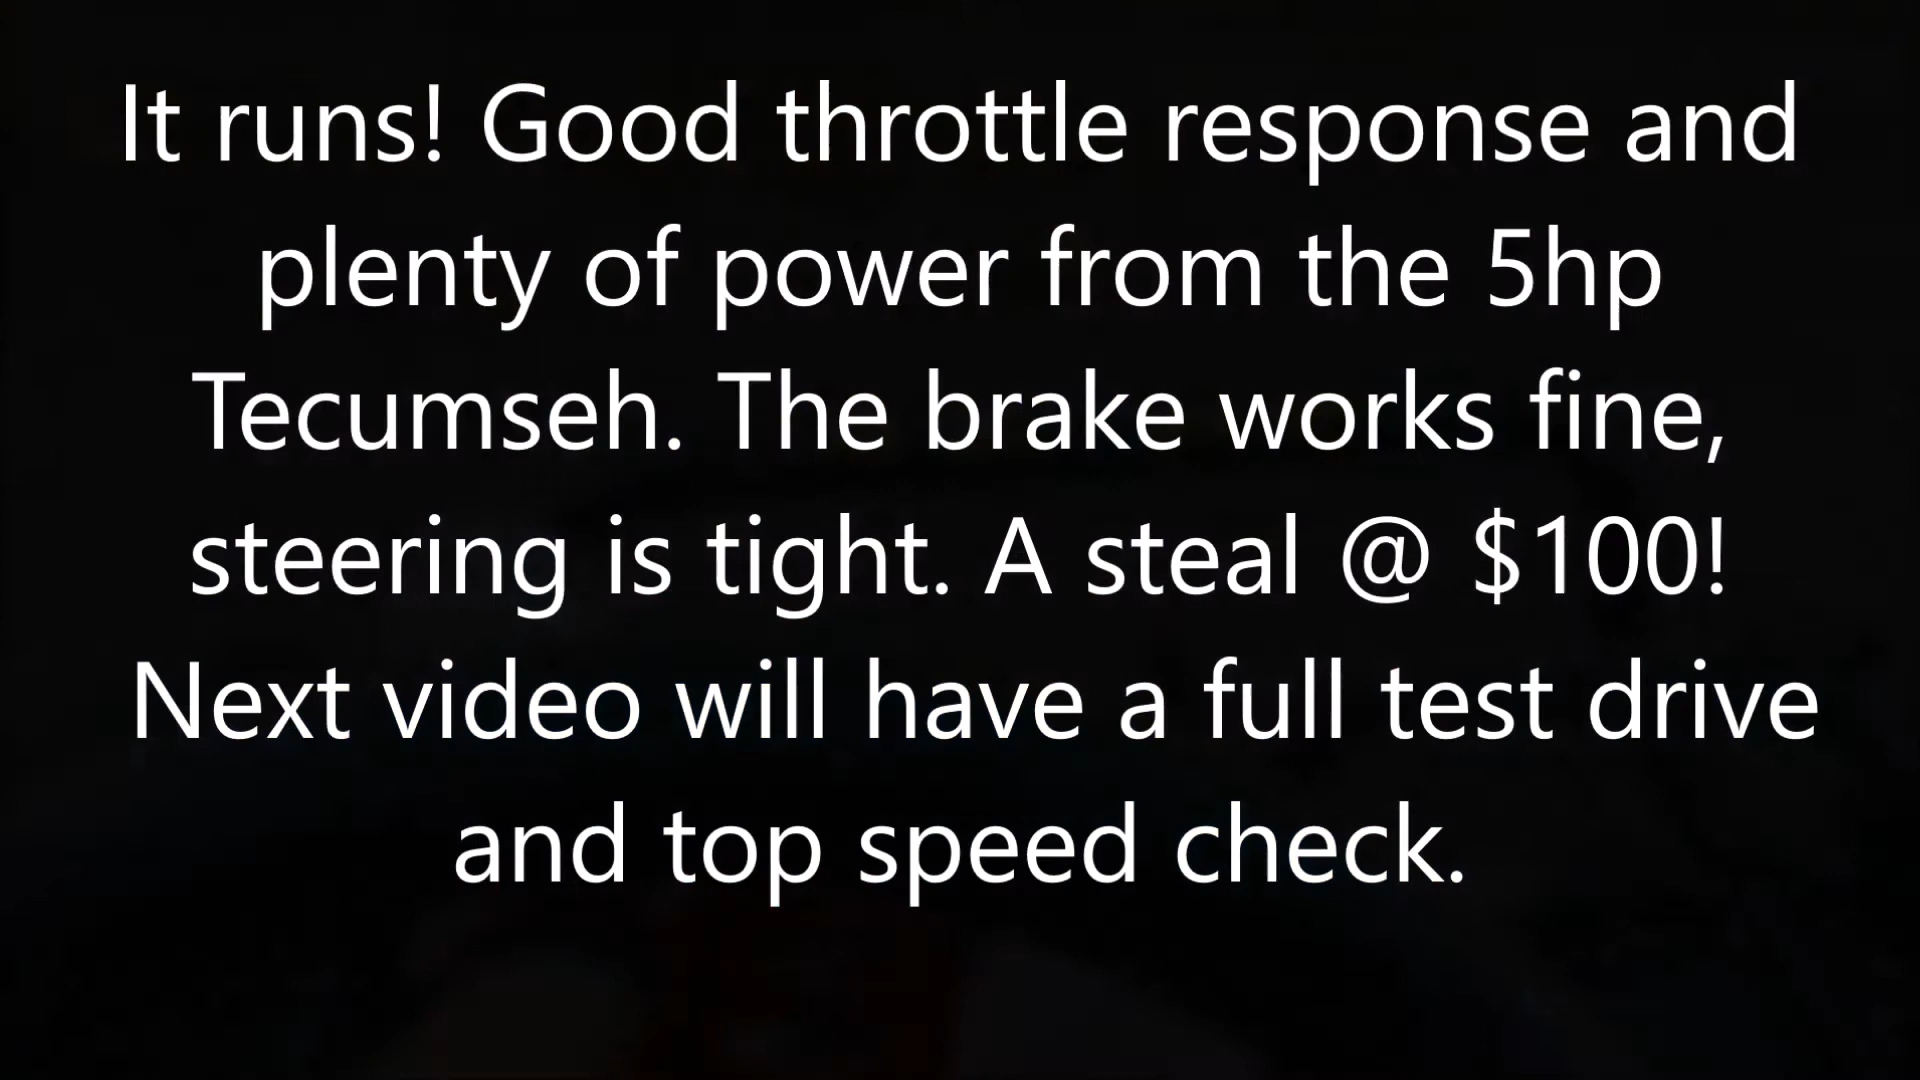 It runs! Good throttle response and
plenty of power from the 5hp
Tecumseh. The brake works fine,
steering is tight. A steal @ $100!
Next video will have a full test drive
and top speed check.